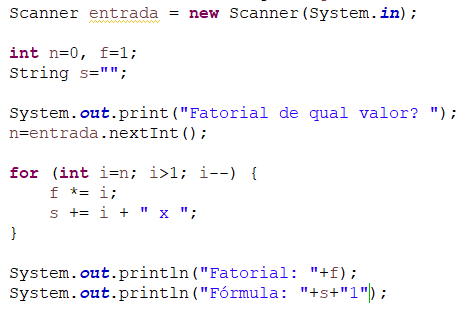 Scanner entrada = new Scanner(System.in);
int n=0, f=1;
String s="";
System.out.print("Fatorial de qual valor? ");
n=entrada.nextInt();
for (int i=n; i>1; i--) {
f *= i;
s += i + " x ";
}
System.out.println("Fatorial: "+f);
System.out.println("Fórmula: "+s+"1");